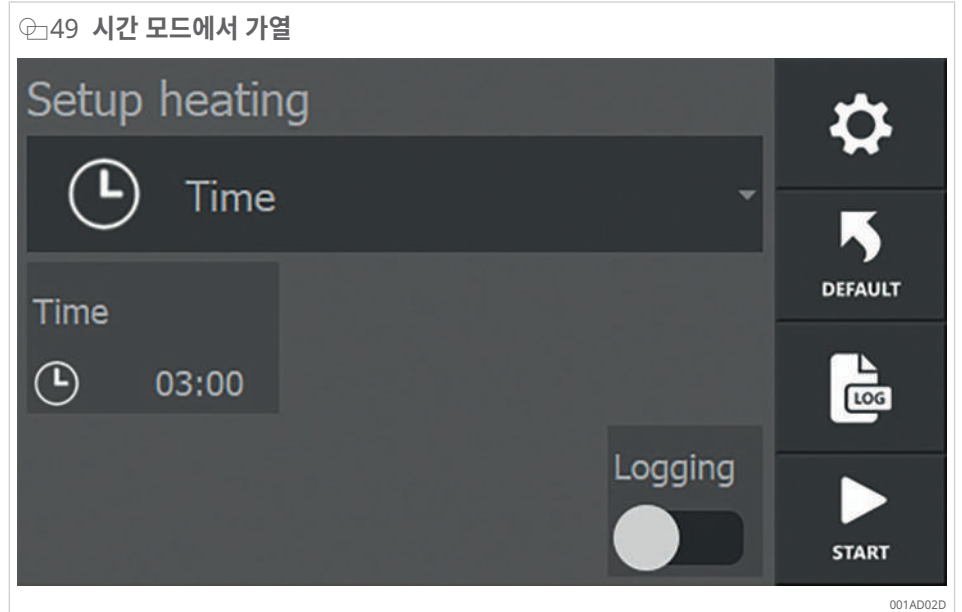 49 시간 모드에서 가열
Setup heating
Time
Time
03:00
Logging
DEFAULT
LOG
START
001AD02D